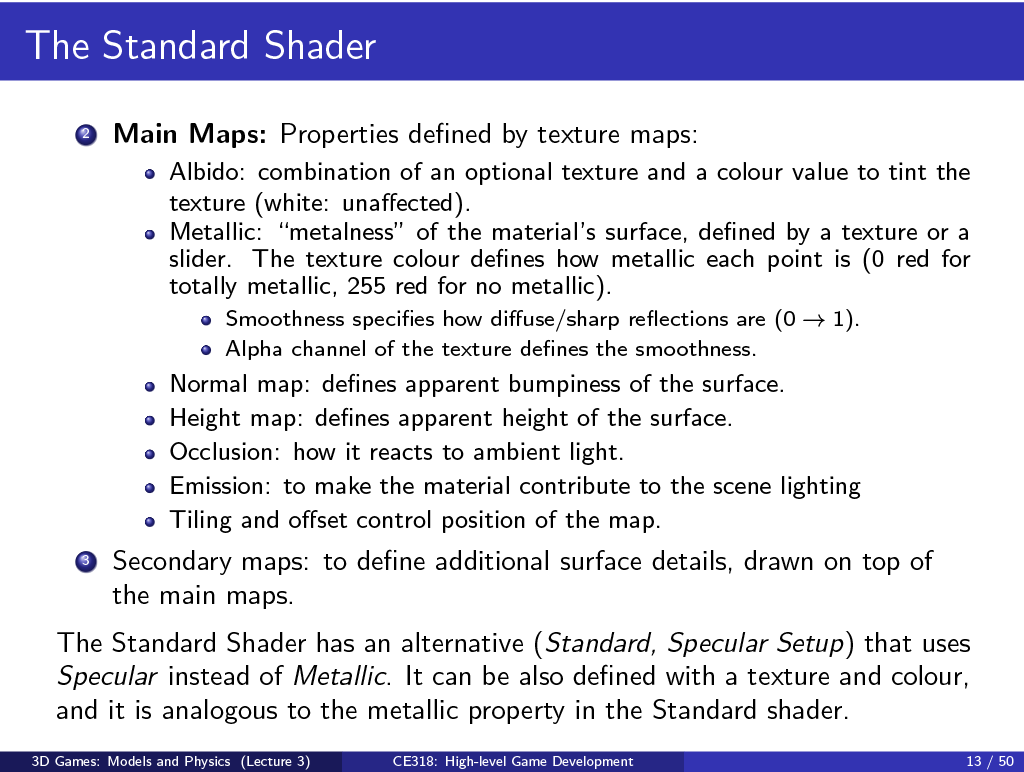 The Standard Shader
2 Main Maps: Properties defined by texture maps:
Albido: combination of an optional texture and a colour value to tint the
texture (white: unaffected).
Metallic: “metalness” of the material’s surface, defined by a texture or a
slider. The texture colour defines how metallic each point is (0 red for
totally metallic, 255 red for no metallic).
Smoothness specifies how diffuse/sharp reflections are (0 → 1).
Alpha channel of the texture defines the smoothness.
Normal map: defines apparent bumpiness of the surface.
Height map: defines apparent height of the surface.
Occlusion: how it reacts to ambient light.
Emission: to make the material contribute to the scene lighting
Tiling and offset control position of the map.
3 Secondary maps: to define additional surface details, drawn on top of
the main maps.
The Standard Shader has an alternative (Standard, Specular Setup) that uses
Specular instead of Metallic. It can be also defined with a texture and colour,
and it is analogous to the metallic property in the Standard shader.
3D Games: Models and Physics (Lecture 3) CE318: High-level Game Development 13 / 50